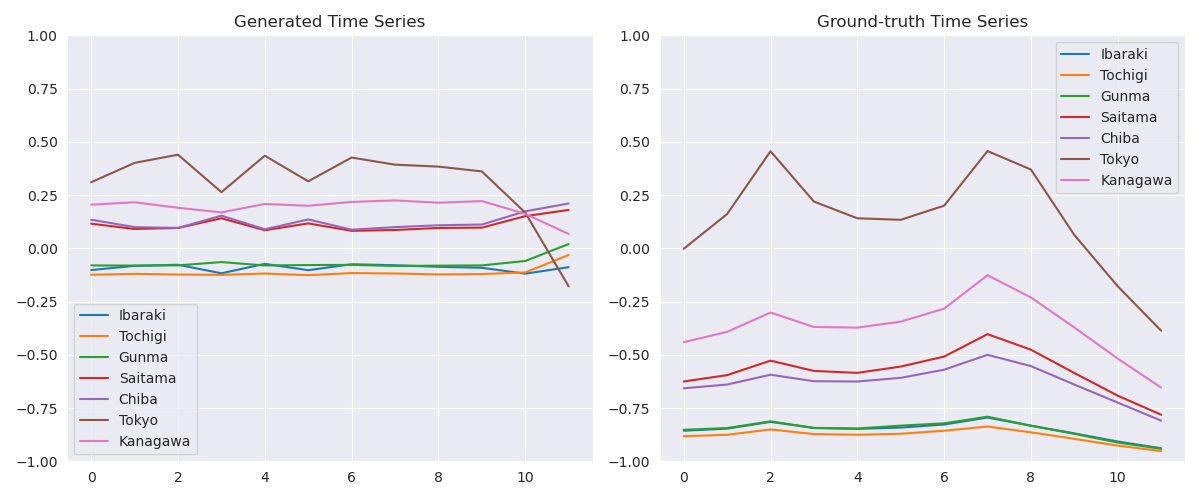 Generated Time Series
1.00
0.75
0.50
0.25
0.00
−0.25
−0.50
−0.75
−1.00
0 2 4 6 8 10
Ibaraki
Tochigi
Gunma
Saitama
Chiba
Tokyo
Kanagawa
Ground-truth Time Series
1.00
0.75
0.50
0.25
0.00
−0.25
−0.50
−0.75
−1.00
0 2 4 6 8 10
Ibaraki
Tochigi
Gunma
Saitama
Chiba
Tokyo
Kanagawa